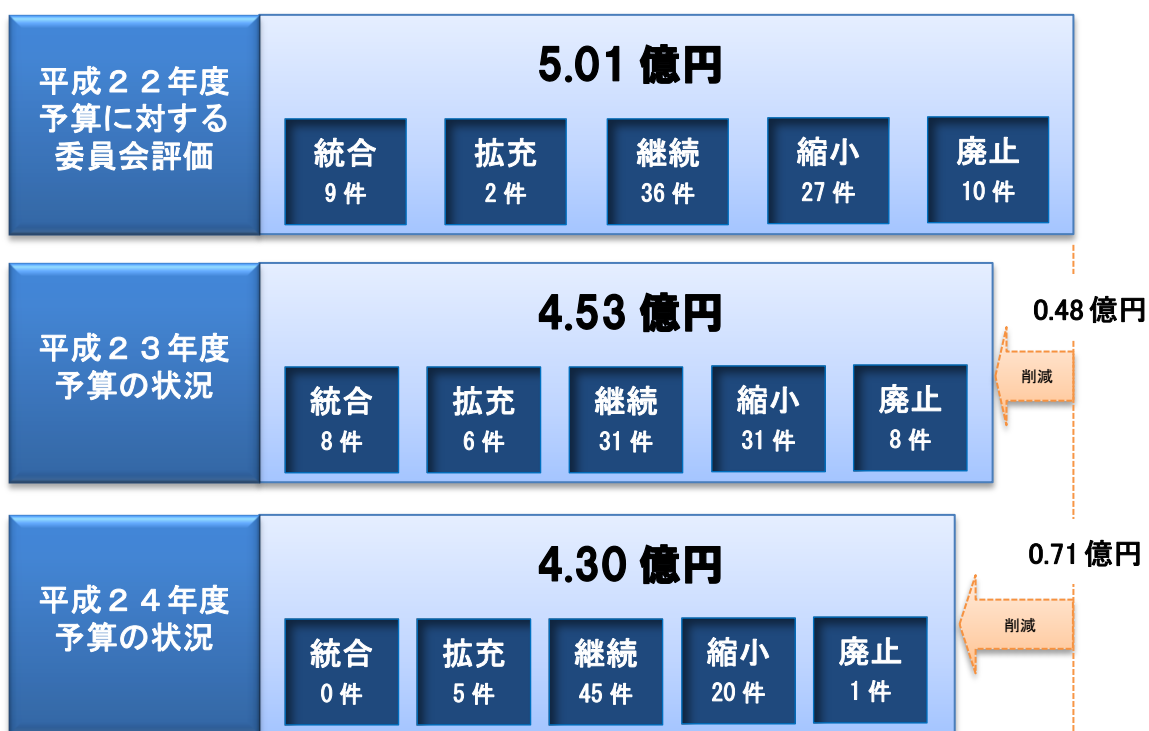 平成２２年度
予算に対する
委員会評価
5.01 億円
統合
9 件
拡充
2 件
継続
36 件
縮小
27 件
廃止
10 件
平成２３年度
予算の状況
4.53 億円
統合
8 件
拡充
6 件
継続
31 件
縮小
31 件
廃止
8 件
0.48 億円
削減
平成２４年度
予算の状況
4.30 億円
統合
0 件
拡充
5 件
継続
45 件
縮小
20 件
廃止
1 件
0.71 億円
削減